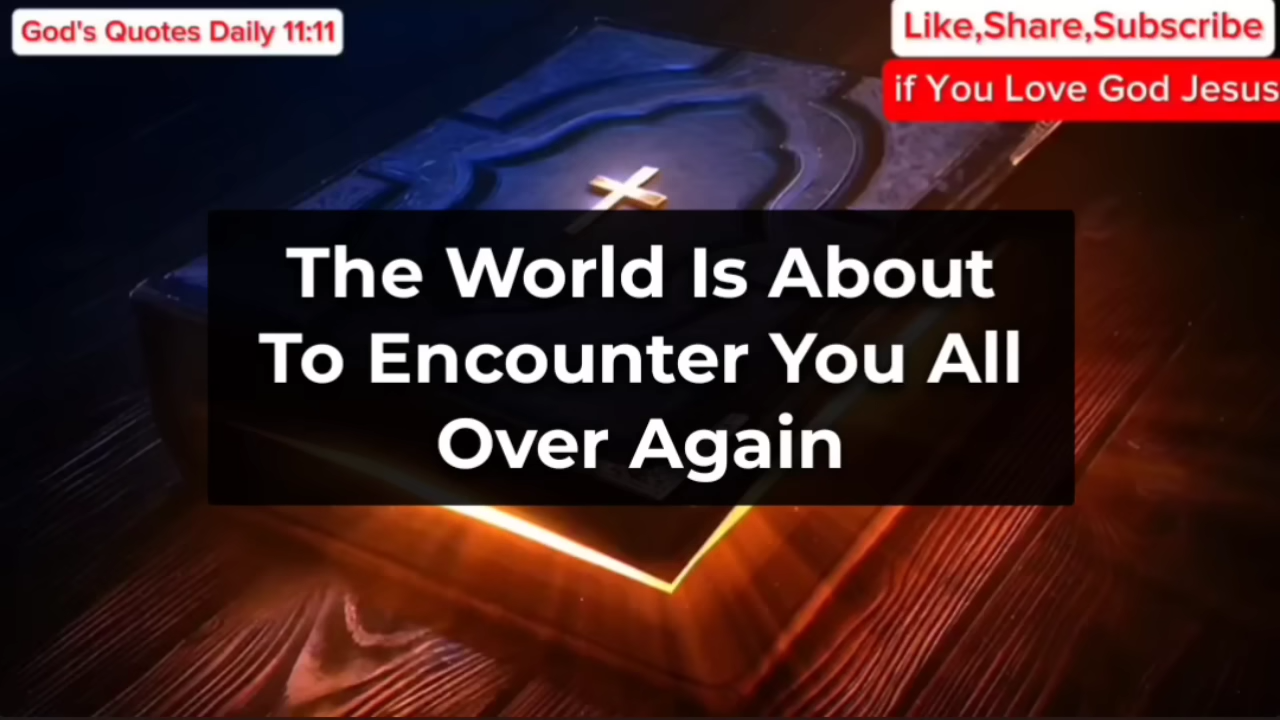 God's Quotes Daily 11:11
Like,Share,Subscribe
if You Love God Jesus
The World Is About
To Encounter You All
Over Again